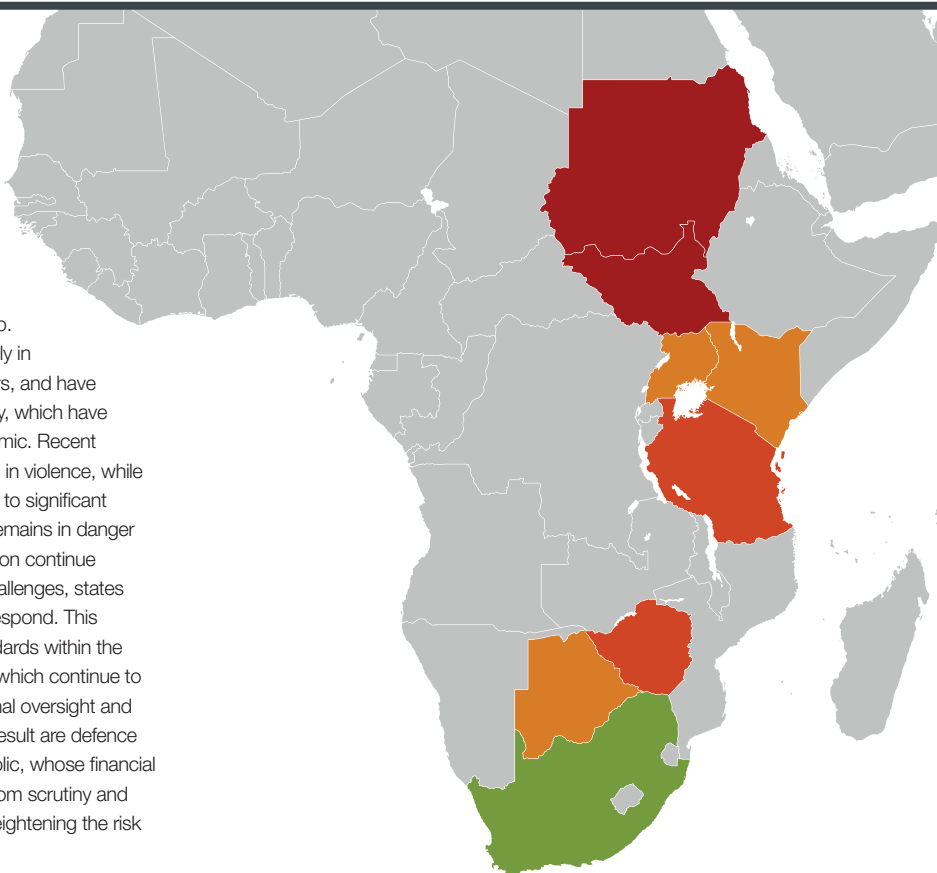 o.
ly in
rs, and have
y, which have
mic. Recent
in violence, while
to significant
emains in danger
on continue
allenges, states
espond. This
dards within the
which continue to
nal oversight and
esult are defence
blic, whose financial
om scrutiny and
eightening the risk